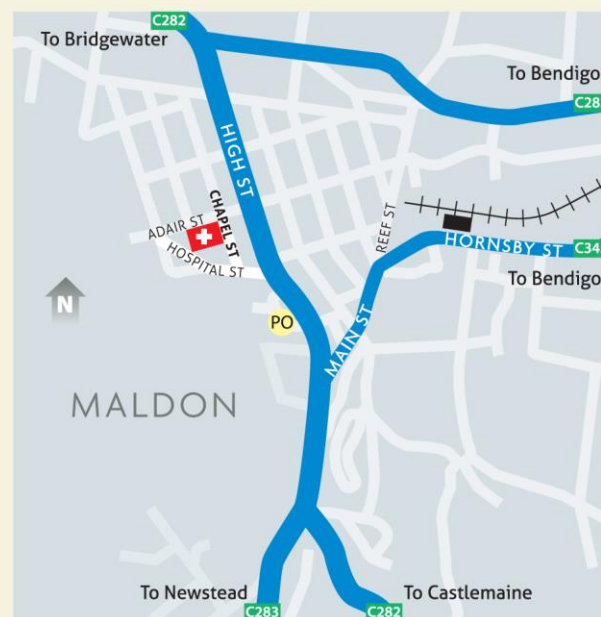 C282
To Bridgewater
To Bendigo
C28
HIGH ST
CHAPEL ST
ADAIR ST
HOSPITAL ST
REEF ST
HORNSBY ST
C34
To Bendigo
N
PO
MAIN ST
MALDON
To Newstead
To Castlemaine
C283
C282